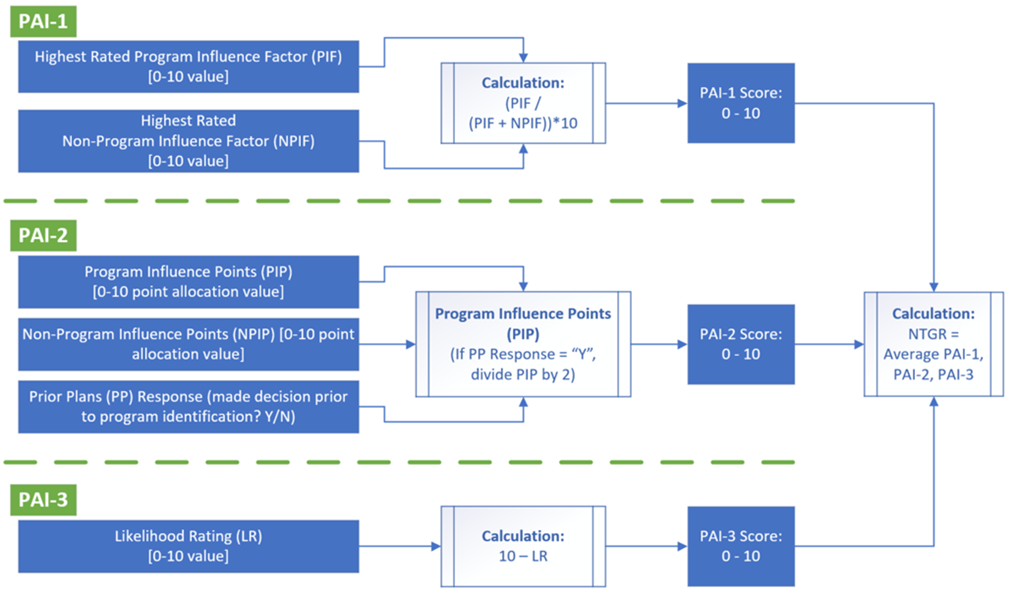 PAI-1
Highest Rated Program Influence Factor (PIF)
[0-10 value]
Highest Rated
Non-Program Influence Factor (NPIF)
[0-10 value]
Calculation:
(PIF /
(PIF + NPIF))*10
PAI-1 Score:
0 - 10
PAI-2
Program Influence Points (PIP)
[0-10 point allocation value]
Non-Program Influence Points (NPIP) [0-10 point
allocation value]
Prior Plans (PP) Response (made decision prior
to program identification? Y/N)
Program Influence Points
(PIP)
(If PP Response = “Y”,
divide PIP by 2)
PAI-2 Score:
0 - 10
Calculation:
NTGR =
Average PAI-1,
PAI-2, PAI-3
PAI-3
Likelihood Rating (LR)
[0-10 value]
Calculation:
10 – LR
PAI-3 Score:
0 - 10